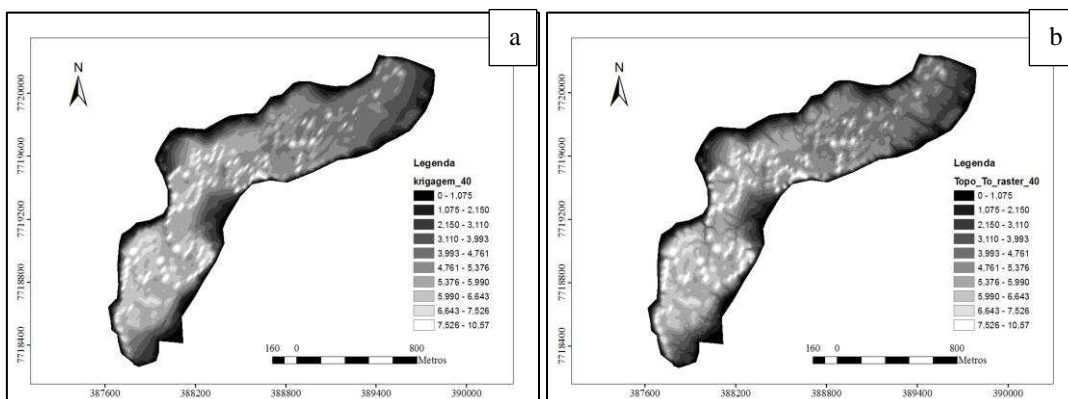 a
N
7720000
7719600
7719200
7718800
7718400
Legenda
krigagem_40
0 - 1,075
1,075 - 2,150
2,150 - 3,110
3,110 - 3,993
3,993 - 4,761
4,761 - 5,376
5,376 - 5,990
5,990 - 6,643
6,643 - 7,526
7,526 - 10,57
160 0 800
Metros
387600 388200 388800 389400 390000
b
N
7720000
7719600
7719200
7718800
7718400
Legenda
Topo_To_raster_40
0 - 1,075
1,075 - 2,150
2,150 - 3,110
3,110 - 3,993
3,993 - 4,761
4,761 - 5,376
5,376 - 5,990
5,990 - 6,643
6,643 - 7,526
7,526 - 10,57
160 0 800
Metros
387600 388200 388800 389400 390000